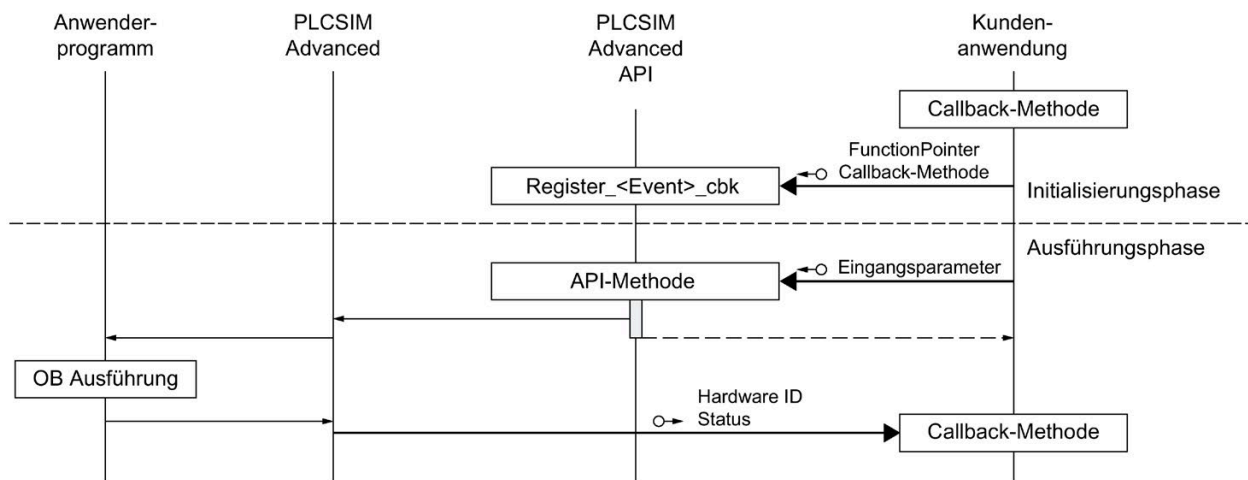 Anwender-
programm
PLCSIM
Advanced
PLCSIM
Advanced
API
Kunden-
anwendung
Callback-Methode
FunctionPointer
Callback-Methode
Register_<Event>_cbk
Initialisierungsphase
Ausführungsphase
Eingangsparameter
API-Methode
OB Ausführung
Hardware ID
Status
Callback-Methode